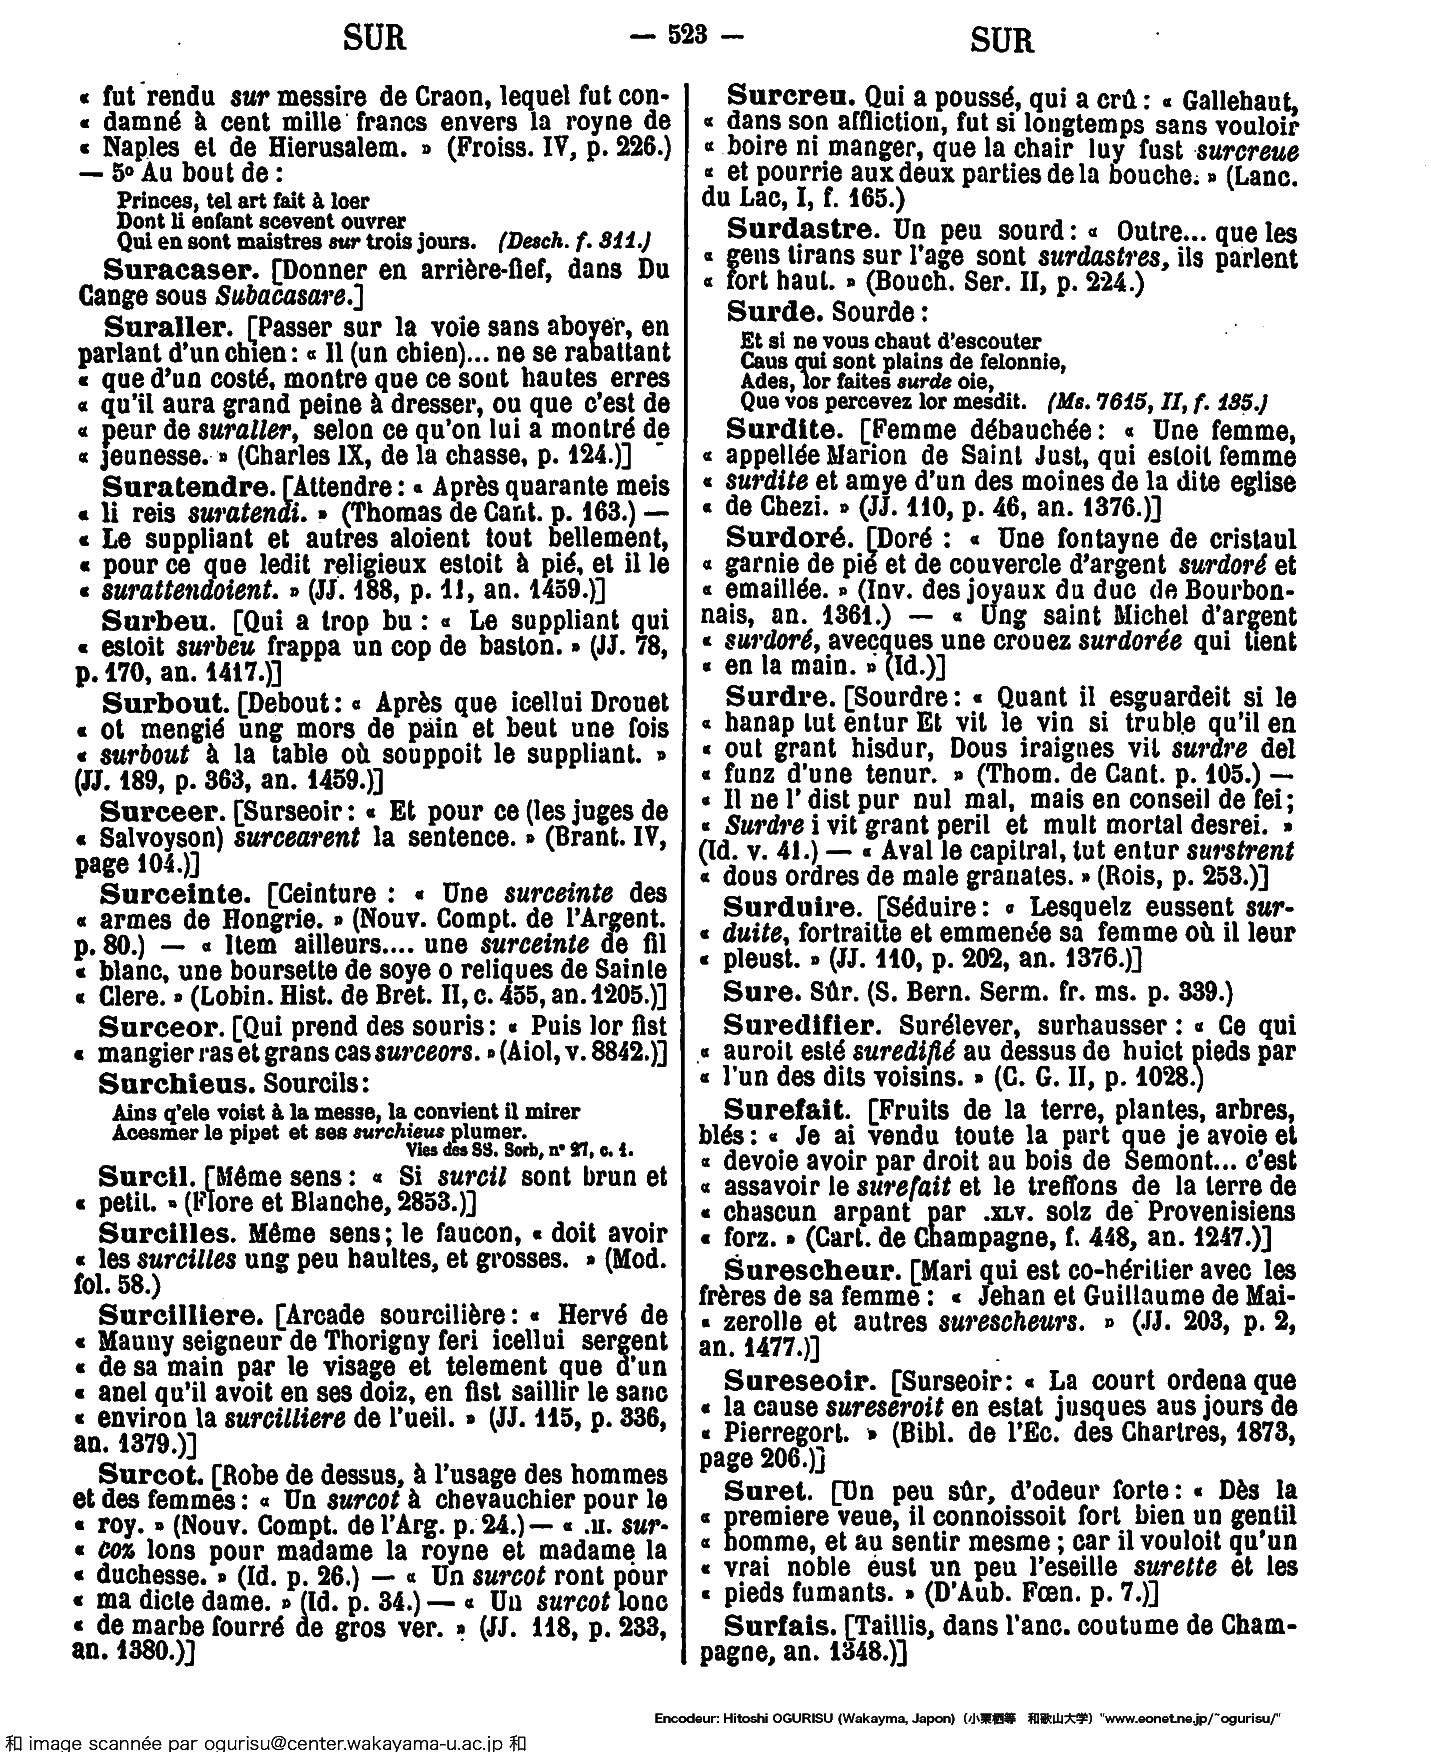 SUR — 523 — SUR
« fut rendu sur messire de Craon, lequel fut con-
« damné à cent mille francs envers la royne de
« Naples et de Hierusalem. » (Froiss. IV, p. 226.)
— 5º Au bout de :
Princes, tel art fait à loer
Dont li enfant scevent ouvrer
Qui en sont maistres sur trois jours. (Desch. f. 311.)
Suracaser. [Donner en arrière-fief, dans Du
Cange sous Subacasare.]
Suraller. [Passer sur la voie sans aboyer, en
parlant d'un chien : « Il (un chien)... ne se rabattant
« que d'un costé, montre que ce sont hautes erres
« qu'il aura grand peine à dresser, ou que c'est de
« peur de suraller, selon ce qu'on lui a montré de
« jeunesse. » (Charles IX, de la chasse, p. 124.)]
Suratendre. [Attendre : « Après quarante meis
« li reis suratendi. » (Thomas de Cant. p. 163.) —
« Le suppliant et autres aloient tout bellement,
« pour ce que ledit religieux estoit à pié, et il le
« surattendoient. » (JJ. 188, p. 11, an. 1459.)]
Surbeu. [Qui a trop bu : « Le suppliant qui
« estoit surbeu frappa un cop de baston. » (JJ. 78,
p. 170, an. 1417.)]
Surbout. [Debout : « Après que icellui Drouet
« ot mengié ung mors de pain et beut une fois
« surbout à la table où souppoit le suppliant. »
(JJ. 189, p. 363, an. 1459.)]
Surceer. [Surseoir : « Et pour ce (les juges de
« Salvoyson) surcearent la sentence. » (Brant. IV,
page 104.)]
Surceinte. [Ceinture : « Une surceinte des
« armes de Hongrie. » (Nouv. Compt. de l'Argent.
p. 80.) — « Item ailleurs.... une surceinte de fil
« blanc, une boursette de soye o reliques de Sainte
« Clere. » (Lobin. Hist. de Bret. II, c. 455, an. 1205.)]
Surceor. [Qui prend des souris : « Puis lor fist
« mangier ras et grans cas surceors. » (Aiol, v. 8842.)]
Surchieus. Sourcils :
Ains q'ele voist à la messe, la convient il mirer
Acesmer le pipet et ses surchieus plumer.
Vies des SS. Sorb, nº 27, c. 1.
Surcil. [Même sens : « Si surcil sont brun et
« petit. » (Flore et Blanche, 2853.)]
Surcilles. Même sens ; le faucon, « doit avoir
« les surcilles ung peu haultes, et grosses. » (Mod.
fol. 58.)
Surcilliere. [Arcade sourcilière : « Hervé de
« Mauny seigneur de Thorigny feri icellui sergent
« de sa main par le visage et telement que d'un
« anel qu'il avoit en ses doiz, en fist saillir le sanc
« environ la surcilliere de l'ueil. » (JJ. 115, p. 336,
an. 1379.)]
Surcot. [Robe de dessus, à l'usage des hommes
et des femmes : « Un surcot à chevauchier pour le
« roy. » (Nouv. Compt. de l'Arg. p. 24.) — « .II. sur-
« coz lons pour madame la royne et madame la
« duchesse. » (Id. p. 26.) — « Un surcot ront pour
« ma dicte dame. » (Id. p. 34.) — « Un surcot lonc
« de marbe fourré de gros ver. » (JJ. 118, p. 233,
an. 1380.)]
Surcreu. Qui a poussé, qui a crû : « Gallehaut,
« dans son affliction, fut si longtemps sans vouloir
« boire ni manger, que la chair luy fust surcreue
« et pourrie aux deux parties de la bouche. » (Lanc.
du Lac, I, f. 165.)
Surdastre. Un peu sourd : « Outre... que les
« gens tirans sur l'age sont surdastres, ils parlent
« fort haut. » (Bouch. Ser. II, p. 224.)
Surde. Sourde :
Et si ne vous chaut d'escouter
Caus qui sont plains de felonnie,
Ades, lor faites surde oie,
Que vos percevez lor mesdit. (Ms. 7615, II, f. 135.)
Surdite. [Femme débauchée : « Une femme,
« appellée Marion de Saint Just, qui estoit femme
« surdite et amye d'un des moines de la dite eglise
« de Chezi. » (JJ. 110, p. 46, an. 1376.)]
Surdoré. [Doré : « Une fontayne de cristaul
« garnie de pié et de couvercle d'argent surdoré et
« emaillée. » (Inv. des joyaux du duc de Bourbon-
nais, an. 1361.) — « Ung saint Michel d'argent
« surdoré, avecques une crouez surdorée qui tient
« en la main. » (Id.)]
Surdre. [Sourdre : « Quant il esguardeit si le
« hanap tut entur Et vit le vin si truble qu'il en
« out grant hisdur, Dous iraignes vit surdre del
« funz d'une tenur. » (Thom. de Cant. p. 105.) —
« Il ne l' dist pur nul mal, mais en conseil de fei ;
« Surdre i vit grant peril et mult mortal desrei. »
(Id. v. 41.) — « Aval le capitral, tut entur surstrent
« dous ordres de male granates. » (Rois, p. 253.)]
Surduire. [Séduire : « Lesquelz eussent sur-
« duite, fortraitte et emmenée sa femme où il leur
« pleust. » (JJ. 110, p. 202, an. 1376.)]
Sure. Sûr. (S. Bern. Serm. fr. ms. p. 339.)
Suredifier. Surélever, surhausser : « Ce qui
« auroit esté suredifié au dessus de huict pieds par
« l'un des dits voisins. » (C. G. II, p. 1028.)
Surefait. [Fruits de la terre, plantes, arbres,
blés : « Je ai vendu toute la part que je avoie et
« devoie avoir par droit au bois de Semont... c'est
« assavoir le surefait et le treffons de la terre de
« chascun arpant par .XLV. solz de Provenisiens
« forz. » (Cart. de Champagne, f. 448, an. 1247.)]
Surescheur. [Mari qui est co-héritier avec les
frères de sa femme : « Jehan et Guillaume de Mai-
« zerolle et autres surescheurs. » (JJ. 203, p. 2,
an. 1477.)]
Sureseoir. [Surseoir : « La court ordena que
« la cause sureseroit en estat jusques aus jours de
« Pierregort. » (Bibl. de l'Ec. des Chartres, 1873,
page 206.)]
Suret. [Un peu sûr, d'odeur forte : « Dès la
« premiere veue, il connoissoit fort bien un gentil
« homme, et au sentir mesme ; car il vouloit qu'un
« vrai noble eust un peu l'eseille surette et les
« pieds fumants. » (D'Aub. Fœn. p. 7.)]
Surfais. [Taillis, dans l'anc. coutume de Cham-
pagne, an. 1348.)]
Encodeur: Hitoshi OGURISU (Wakayma, Japon) (小栗栖等 和歌山大学) "www.eonet.ne.jp/~ogurisu/"
和 image scannée par ogurisu@center.wakayama-u.ac.jp 和